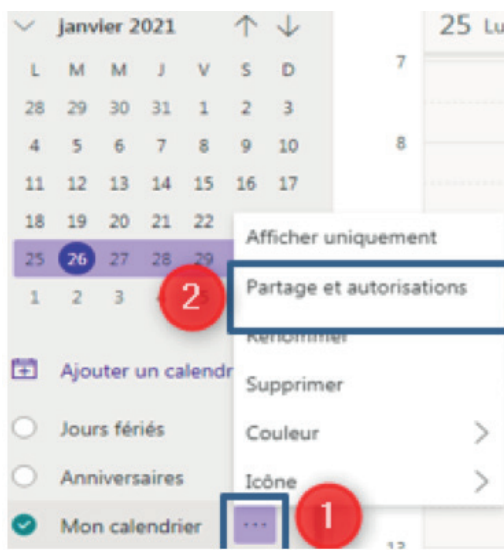 janvier 2021
L M M J V S D
28 29 30 31 1 2 3
4 5 6 7 8 9 10
11 12 13 14 15 16 17
18 19 20 21 22
25 26 27 28 29
1 2 3 4
Ajouter un calendr
Jours fériés
Anniversaires
Mon calendrier ...
1
2
Afficher uniquement
Partage et autorisations
Renommer
Supprimer
Couleur
Icône
25 Lu
7
8
13